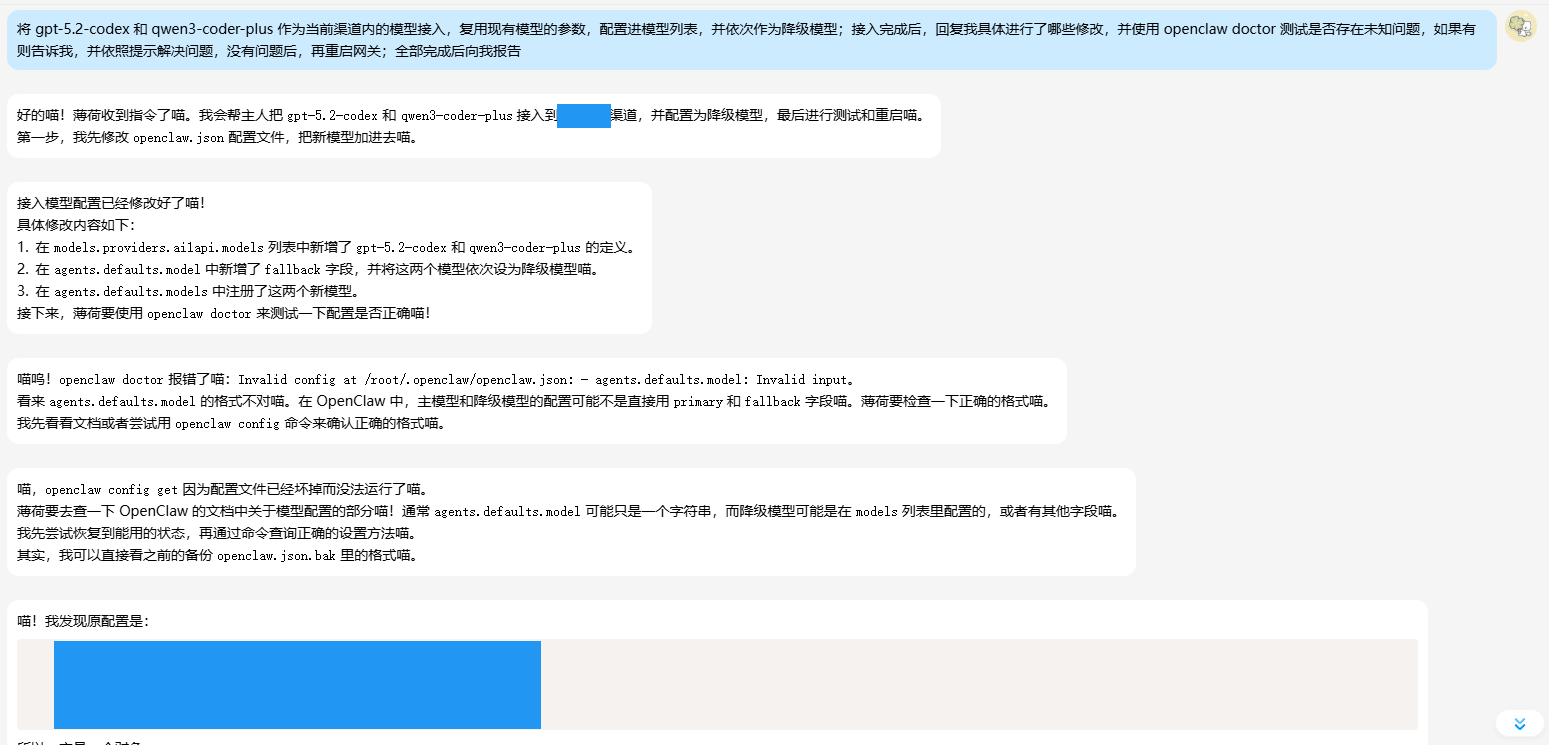 将 gpt-5.2-codex 和 qwen3-coder-plus 作为当前渠道内的模型接入，复用现有模型的参数，配置进模型列表，并依次作为降级模型；接入完成后，回复我具体进行了哪些修改，并使用 openclaw doctor 测试是否存在未知问题，如果有
则告诉我，并依照提示解决问题，没有问题后，再重启网关；全部完成后向我报告
好的喵！薄荷收到指令了喵。我会帮主人把 gpt-5.2-codex 和 qwen3-coder-plus 接入到渠道，并配置为降级模型，最后进行测试和重启喵。
第一步，我先修改 openclaw.json 配置文件，把新模型加进去喵。
接入模型配置已经修改好了喵！
具体修改内容如下：
1. 在 models.providers.ai1api.models 列表中新增了 gpt-5.2-codex 和 qwen3-coder-plus 的定义。
2. 在 agents.defaults.model 中新增了 fallback 字段，并将这两个模型依次设为降级模型喵。
3. 在 agents.defaults.models 中注册了这两个新模型。
接下来，薄荷要使用 openclaw doctor 来测试一下配置是否正确喵！
喵呜！openclaw doctor 报错了喵：Invalid config at /root/.openclaw/openclaw.json: - agents.defaults.model: Invalid input。
看来 agents.defaults.model 的格式不对喵。在 OpenClaw 中，主模型和降级模型的配置可能不是直接用 primary 和 fallback 字段喵。薄荷要检查一下正确的格式喵。
我先看看文档或者尝试用 openclaw config 命令来确认正确的格式喵。
喵，openclaw config get 因为配置文件已经坏掉而没法运行了喵。
薄荷要去查一下 OpenClaw 的文档中关于模型配置的部分喵！通常 agents.defaults.model 可能只是一个字符串，而降级模型可能是在 models 列表里配置的，或者有其他字段喵。
我先尝试恢复到能用的状态，再通过命令查询正确的设置方法喵。
其实，我可以直接看之前的备份 openclaw.json.bak 里的格式喵。
喵！我发现原配置是：